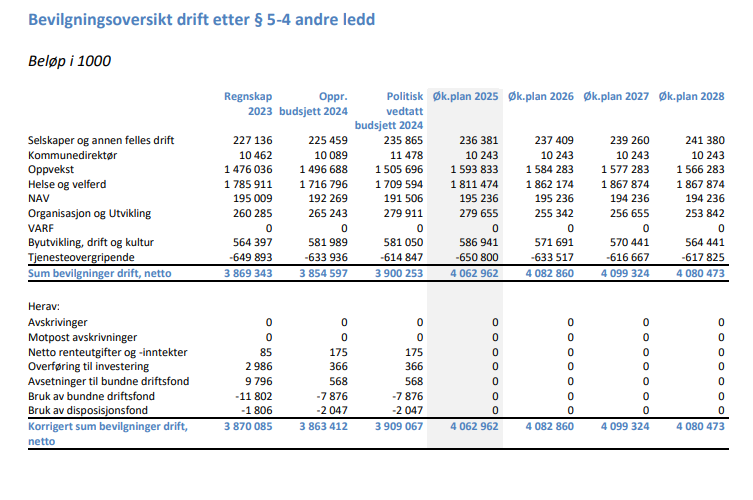 Bevilgningsoversikt drift etter § 5-4 andre ledd
Beløp i 1000
Regnskap Oppr. Politisk Øk.plan 2025 Øk.plan 2026 Øk.plan 2027 Øk.plan 2028
2023 budsjett 2024 vedtatt
budsjett 2024
Selskaper og annen felles drift 227 136 225 459 235 865 236 381 237 409 239 260 241 380
Kommunedirektør 10 462 10 089 11 478 10 243 10 243 10 243 10 243
Oppvekst 1 476 036 1 496 688 1 505 696 1 593 833 1 584 283 1 577 283 1 566 283
Helse og velferd 1 785 911 1 716 796 1 709 594 1 811 474 1 862 174 1 867 874 1 867 874
NAV 195 009 192 269 191 506 195 236 195 236 194 236 194 236
Organisasjon og Utvikling 260 285 265 243 279 911 279 655 255 342 256 655 253 842
VARF 0 0 0 0 0 0 0
Byutvikling, drift og kultur 564 397 581 989 581 050 586 941 571 691 570 441 564 441
Tjenesteovergripende -649 893 -633 936 -614 847 -650 800 -633 517 -616 667 -617 825
Sum bevilgninger drift, netto 3 869 343 3 854 597 3 900 253 4 062 962 4 082 860 4 099 324 4 080 473
Herav:
Avskrivinger 0 0 0 0 0 0 0
Motpost avskrivninger 0 0 0 0 0 0 0
Netto renteutgifter og -inntekter 85 175 175 0 0 0 0
Overføring til investering 2 986 366 366 0 0 0 0
Avsetninger til bundne driftsfond 9 796 568 568 0 0 0 0
Bruk av bundne driftsfond -11 802 -7 876 -7 876 0 0 0 0
Bruk av disposisjonsfond -1 806 -2 047 -2 047 0 0 0 0
Korrigert sum bevilgninger drift, 3 870 085 3 863 412 3 909 067 4 062 962 4 082 860 4 099 324 4 080 473
netto